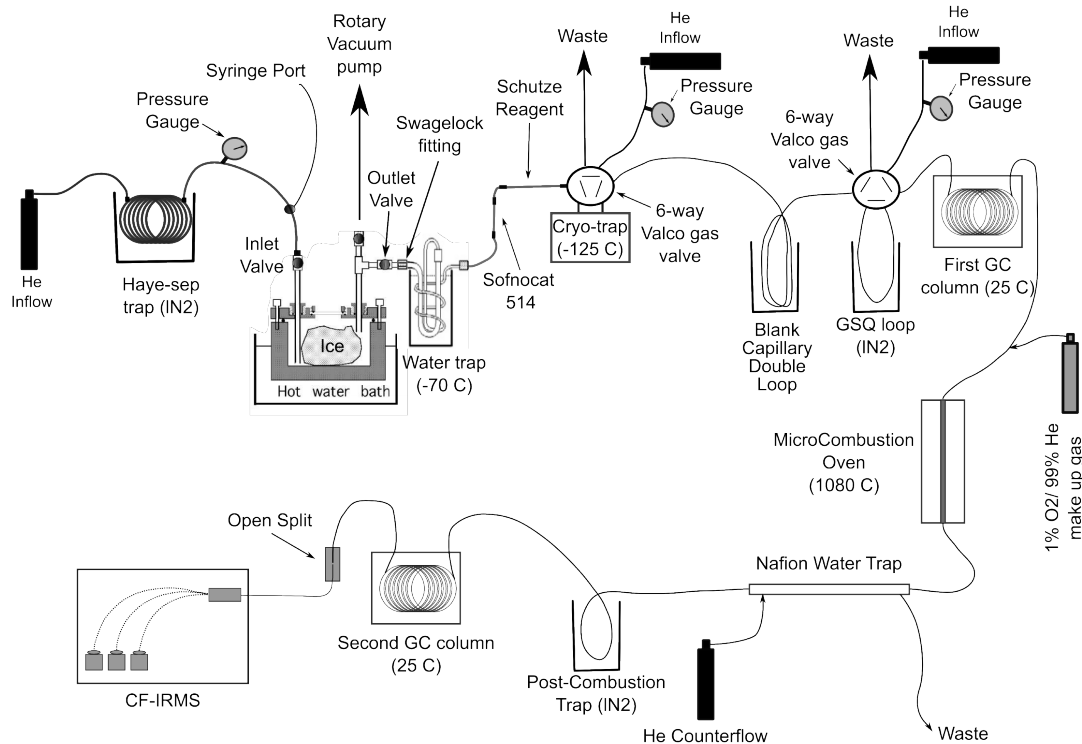 Rotary
Vacuum
pump
Syringe Port
Pressure
Gauge
He
Inflow
Haye-sep
trap (lN2)
Inlet
Valve
Outlet
Valve
Swagelock
fitting
Ice
Hot water bath
Water trap
(-70 C)
Schutze
Reagent
Sofnocat
514
Waste
He
Inflow
Pressure
Gauge
Cryo-trap
(-125 C)
6-way
Valco gas
valve
Blank
Capillary
Double
Loop
Waste
He
Inflow
Pressure
Gauge
6-way
Valco gas
valve
GSQ loop
(lN2)
First GC
column (25 C)
1% O2/ 99% He
make up gas
MicroCombustion
Oven
(1080 C)
Nafion Water Trap
He Counterflow
Waste
Post-Combustion
Trap (lN2)
Second GC column
(25 C)
Open Split
CF-IRMS